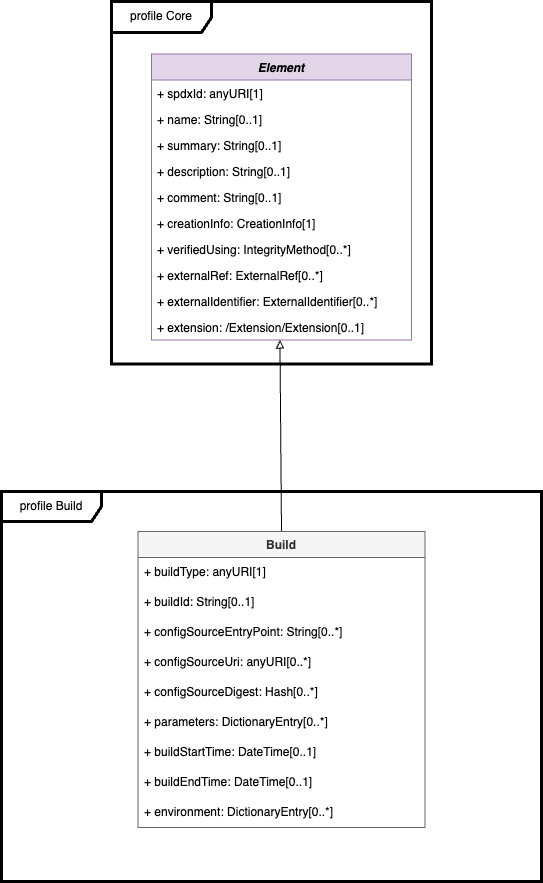 profile Core
Element
+ spdxId: anyURI[1]
+ name: String[0..1]
+ summary: String[0..1]
+ description: String[0..1]
+ comment: String[0..1]
+ creationInfo: CreationInfo[1]
+ verifiedUsing: IntegrityMethod[0..*]
+ externalRef: ExternalRef[0..*]
+ externalIdentifier: ExternalIdentifier[0..*]
+ extension: /Extension/Extension[0..1]
profile Build
Build
+ buildType: anyURI[1]
+ buildId: String[0..1]
+ configSourceEntryPoint: String[0..*]
+ configSourceUri: anyURI[0..*]
+ configSourceDigest: Hash[0..*]
+ parameters: DictionaryEntry[0..*]
+ buildStartTime: DateTime[0..1]
+ buildEndTime: DateTime[0..1]
+ environment: DictionaryEntry[0..*]